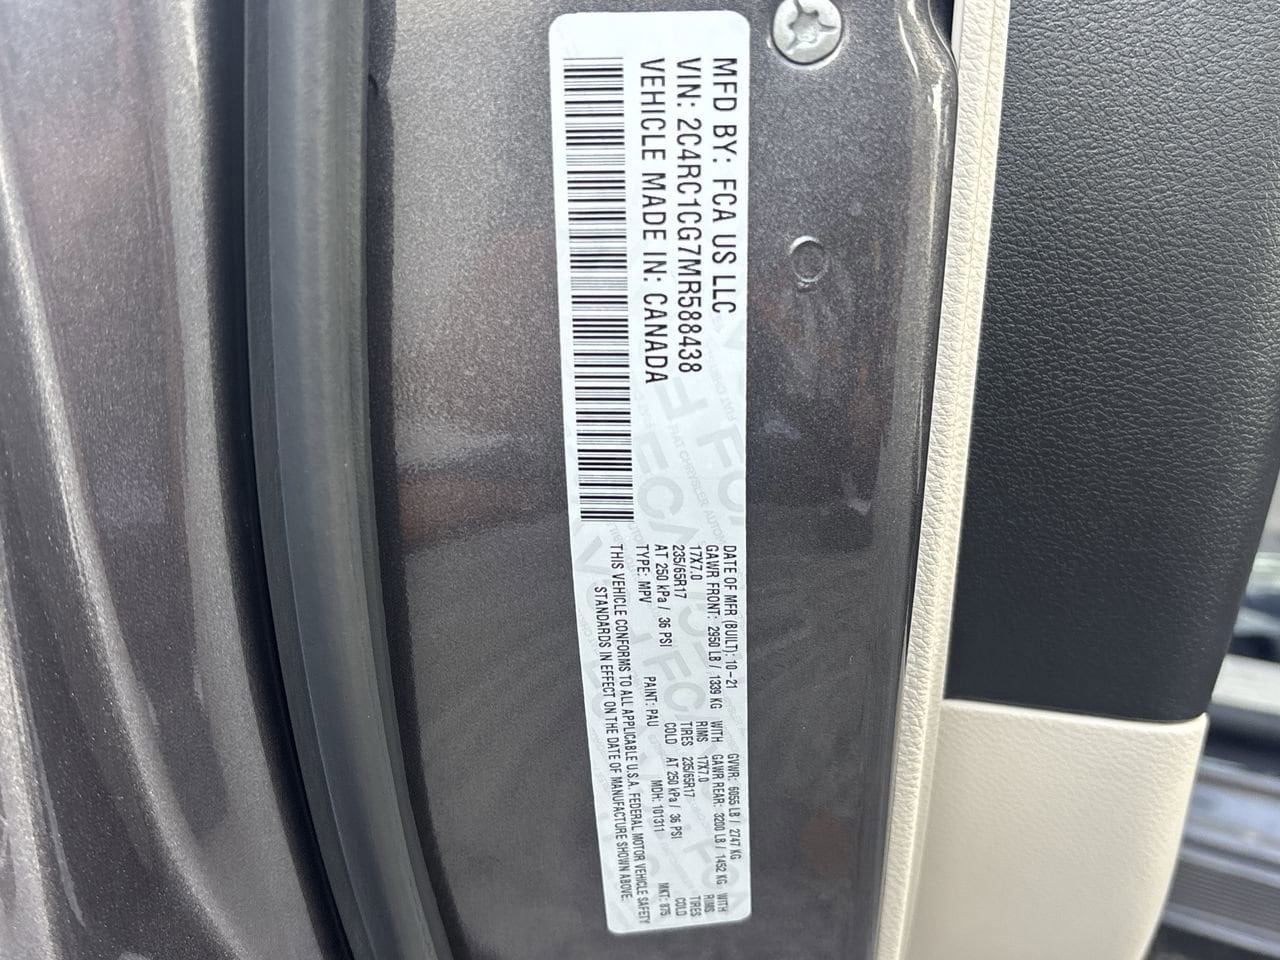 MFD BY: FCA US LLC
VIN: 2C4RC1CG7MR588438
VEHICLE MADE IN: CANADA
DATE OF MFR (BUILT): 10-21 GVWR: 6055 LB / 2747 KG
GAWR FRONT: 2950 LB / 1339 KG WITH GAWR REAR: 3200 LB / 1452 KG WITH
17X7.0 RIMS 17X7.0 RIMS
235/65R17 TIRES 235/65R17 TIRES
AT 250 kPa / 36 PSI COLD AT 250 kPa / 36 PSI COLD
TYPE: MPV PAINT: PAU MDH: 101311 MKT: 875
THIS VEHICLE CONFORMS TO ALL APPLICABLE U.S.A. FEDERAL MOTOR VEHICLE SAFETY
STANDARDS IN EFFECT ON THE DATE OF MANUFACTURE SHOWN ABOVE.